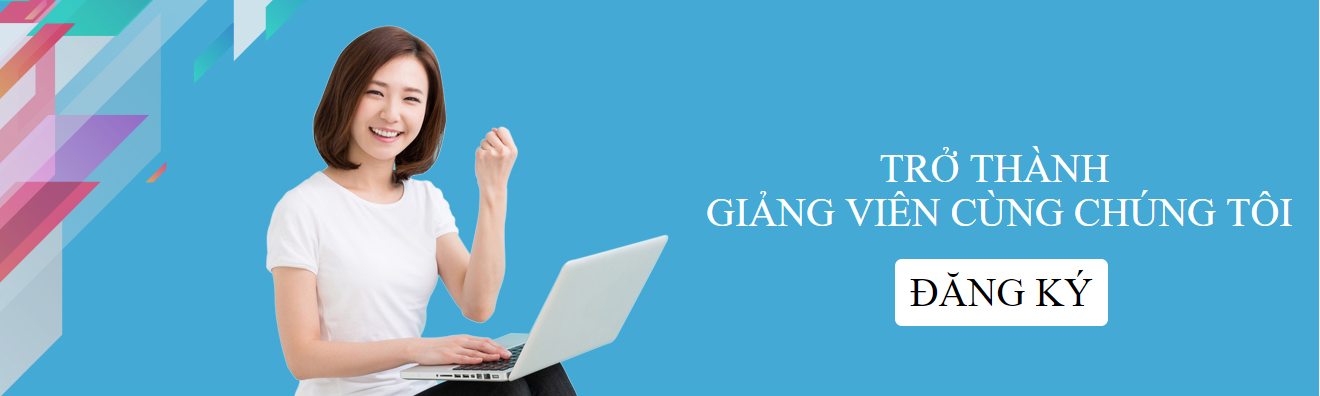 TRỞ THÀNH
GIẢNG VIÊN CÙNG CHÚNG TÔI
ĐĂNG KÝ